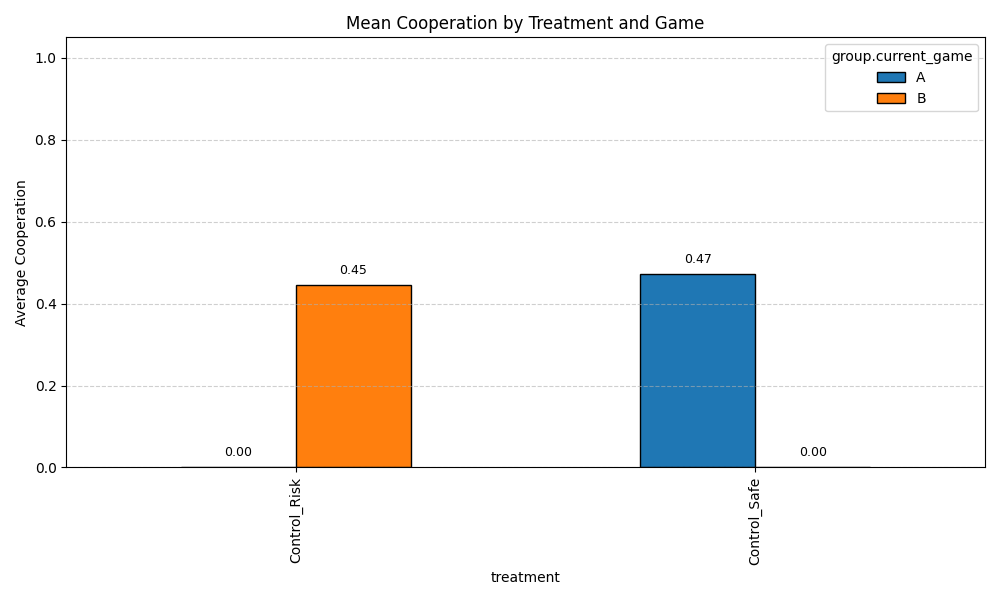 Mean Cooperation by Treatment and Game
group.current_game
A
B
Average Cooperation
1.0
0.8
0.6
0.4
0.2
0.0
0.00
0.45
0.47
0.00
Control_Risk
Control_Safe
treatment